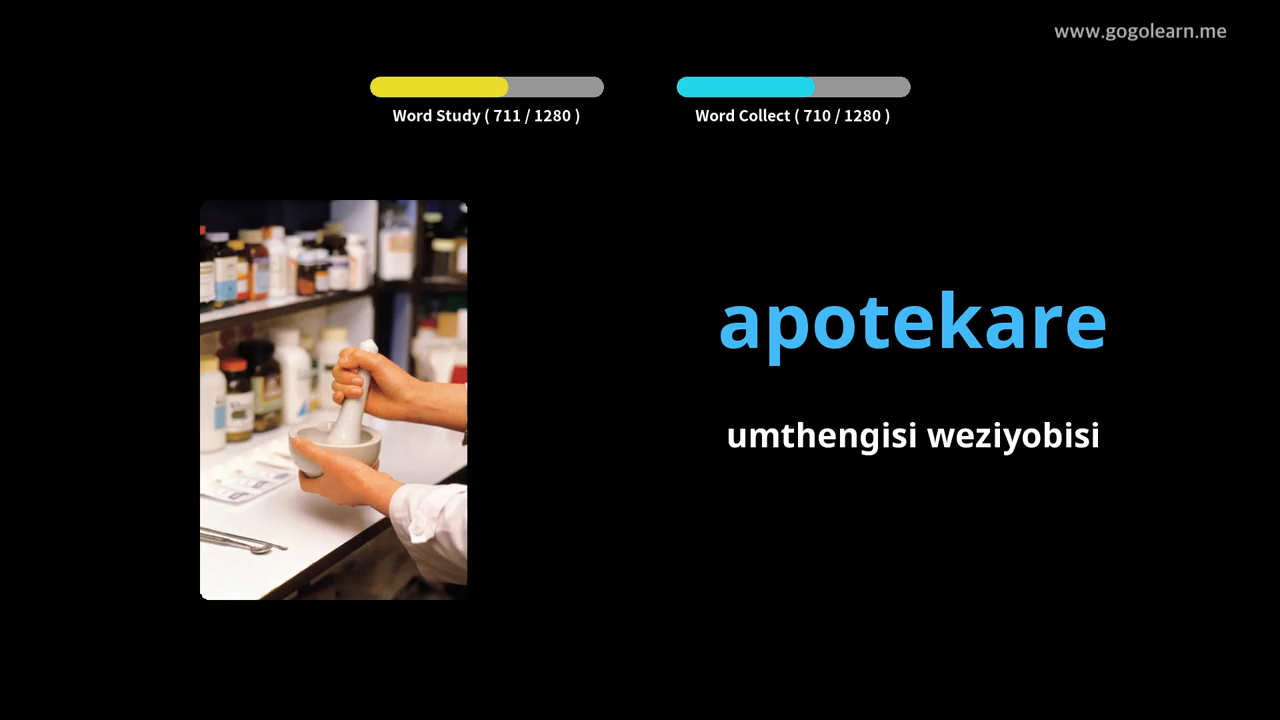 www.gogolearn.me
Word Study ( 711 / 1280 )
Word Collect ( 710 / 1280 )
apotekare
umthengisi weziyobisi